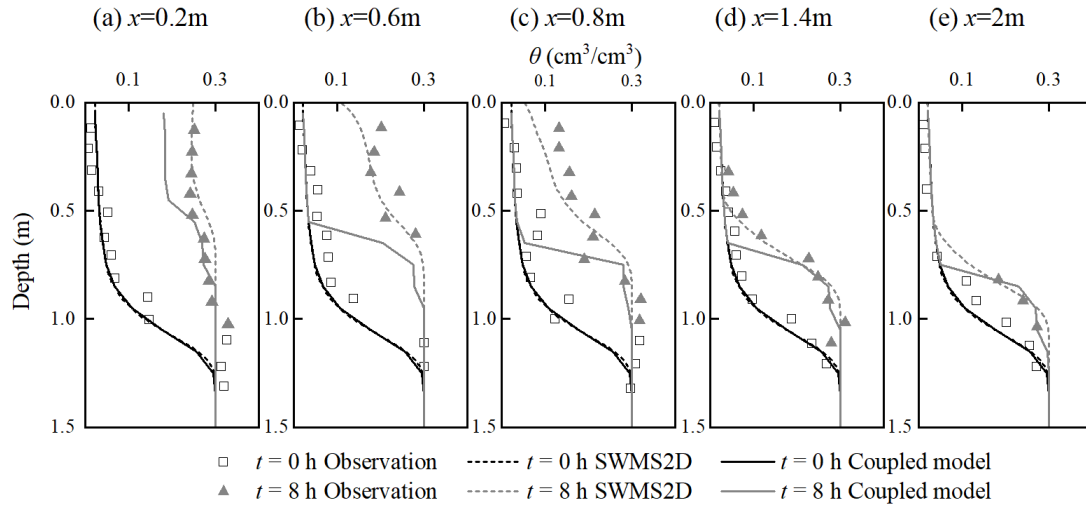 (a) x=0.2m (b) x=0.6m (c) x=0.8m (d) x=1.4m (e) x=2m
θ (cm³/cm³)
0.1 0.3 0.1 0.3 0.1 0.3 0.1 0.3 0.1 0.3
0.0 0.0 0.0 0.0 0.0
0.5 0.5 0.5 0.5 0.5
Depth (m)
1.0 1.0 1.0 1.0 1.0
1.5 1.5 1.5 1.5 1.5
t = 0 h Observation t = 0 h SWMS2D t = 0 h Coupled model
t = 8 h Observation t = 8 h SWMS2D t = 8 h Coupled model